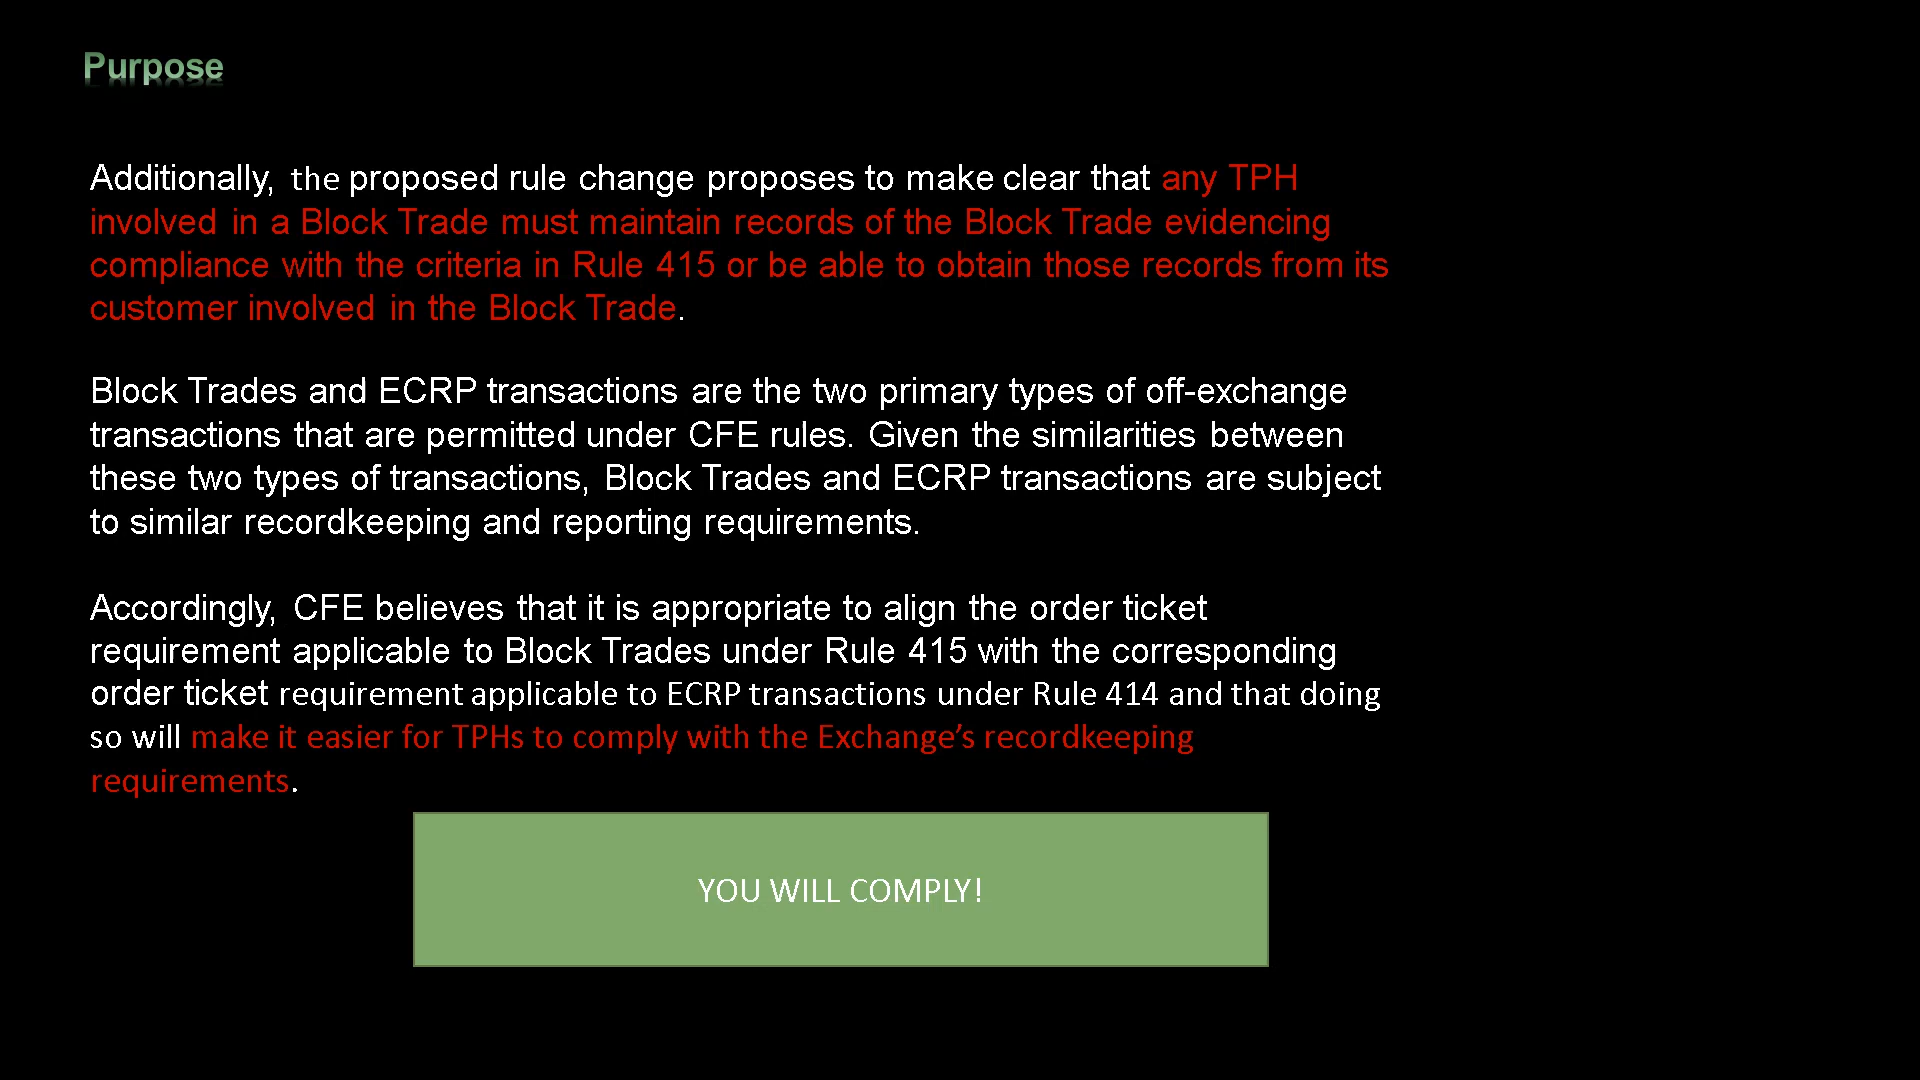 Purpose
Additionally, the proposed rule change proposes to make clear that any TPH
involved in a Block Trade must maintain records of the Block Trade evidencing
compliance with the criteria in Rule 415 or be able to obtain those records from its
customer involved in the Block Trade.
Block Trades and ECRP transactions are the two primary types of off-exchange
transactions that are permitted under CFE rules. Given the similarities between
these two types of transactions, Block Trades and ECRP transactions are subject
to similar recordkeeping and reporting requirements.
Accordingly, CFE believes that it is appropriate to align the order ticket
requirement applicable to Block Trades under Rule 415 with the corresponding
order ticket requirement applicable to ECRP transactions under Rule 414 and that doing
so will make it easier for TPHs to comply with the Exchange’s recordkeeping
requirements.
YOU WILL COMPLY!